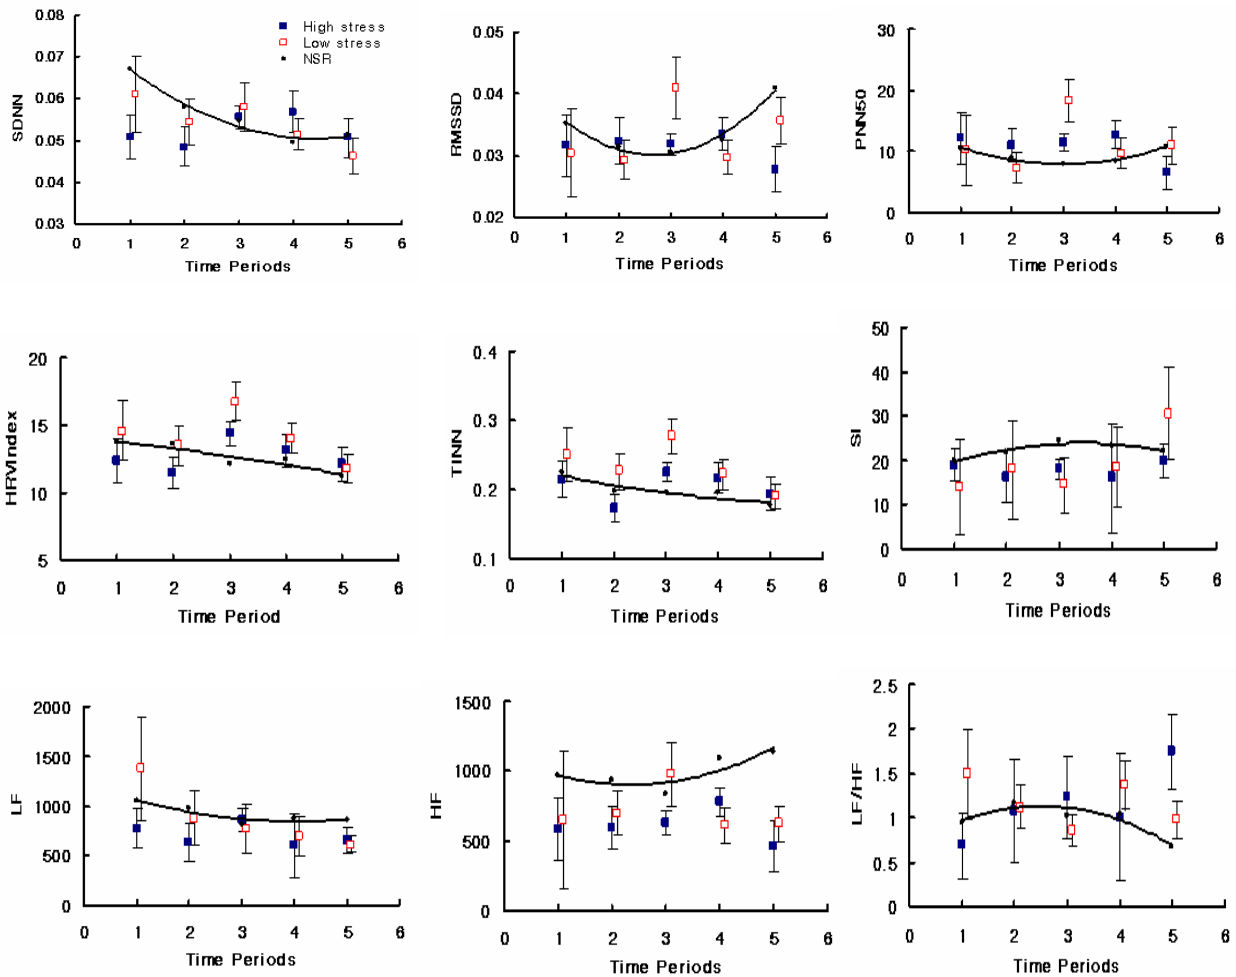 0.08
0.07
0.06
0.05
0.04
0.03
SDNN
High stress
Low stress
NSR
0 1 2 3 4 5 6
Time Periods
0.05
0.04
0.03
0.02
RMSSD
0 1 2 3 4 5 6
Time Periods
30
20
10
0
PNN50
0 1 2 3 4 5 6
Time Periods
20
15
10
5
HRVIndex
0 1 2 3 4 5 6
Time Period
0.4
0.3
0.2
0.1
TINN
0 1 2 3 4 5 6
Time Periods
50
40
30
20
10
0
SI
0 1 2 3 4 5 6
Time Periods
2000
1500
1000
500
0
LF
0 1 2 3 4 5 6
Time Periods
1500
1000
500
0
HF
0 1 2 3 4 5 6
Time Periods
2.5
2
1.5
1
0.5
0
LF/HF
0 1 2 3 4 5 6
Time Periods